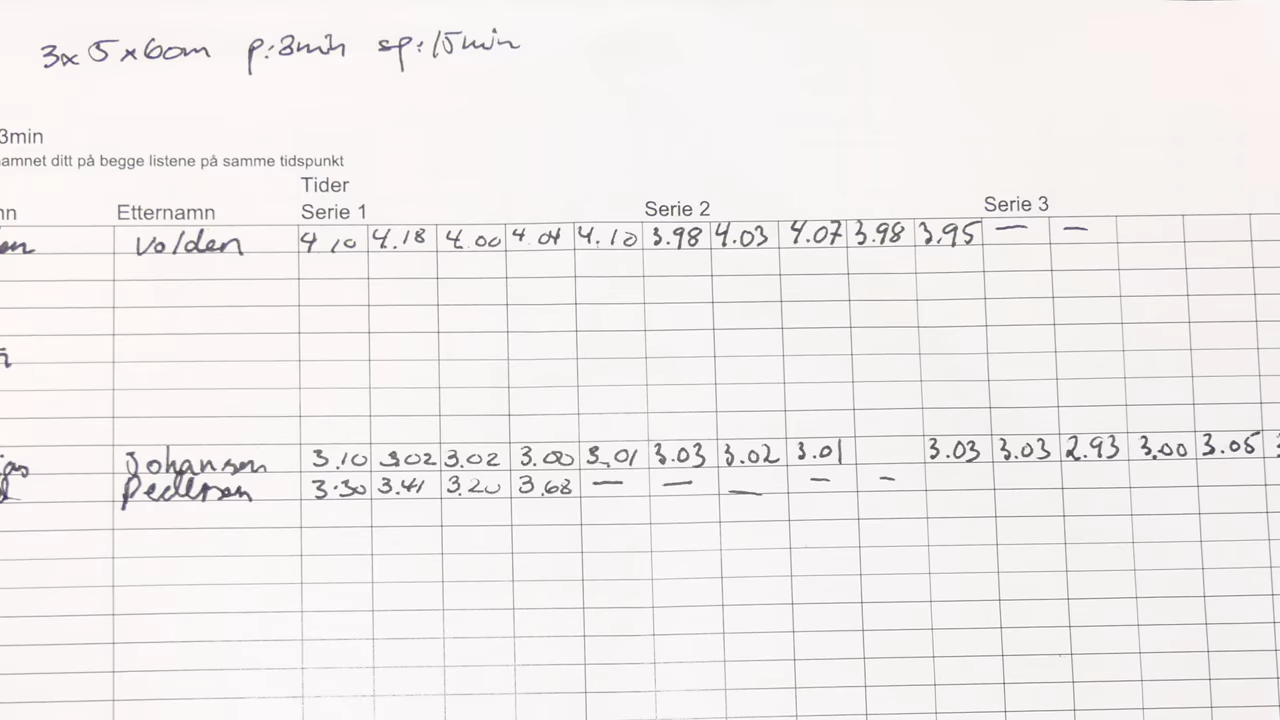 3x5x60m p:3min sp:15min
3min
amnet ditt på begge listene på samme tidspunkt
Tider
Etternamn Serie 1 Serie 2 Serie 3
Volden 4.10 4.18 4.00 4.04 4.10 3.98 4.03 4.07 3.98 3.95 — —
Johansen 3.10 3.02 3.02 3.00 3.01 3.03 3.02 3.01 3.03 3.03 2.93 3.00 3.05
Pedersen 3.30 3.41 3.20 3.68 — — — — —